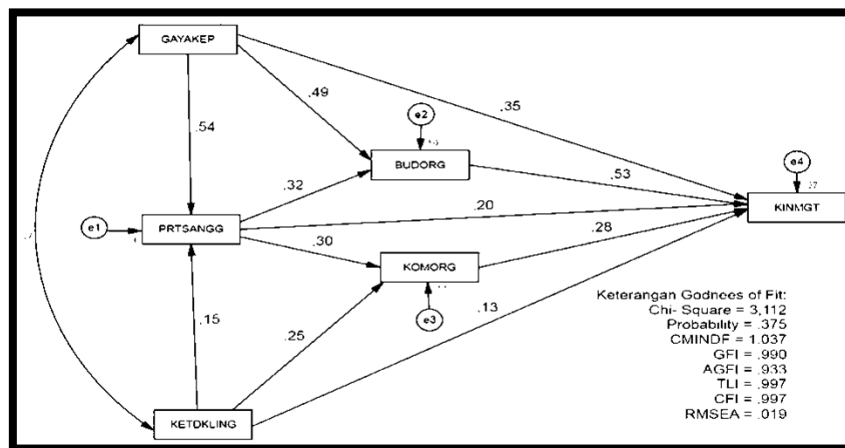 GAYAKEP
.49
.35
e2
.54
BUDORG
e4
.32
.53
KINMGT
e1
PRTSANGG
.20
.30
.28
KOMORG
.15
.25
e3
.13
KETDKLING
Keterangan Godnees of Fit:
Chi- Square = 3,112
Probability = .375
CMINDF = 1.037
GFI = .990
AGFI = .933
TLI = .997
CFI = .997
RMSEA = .019